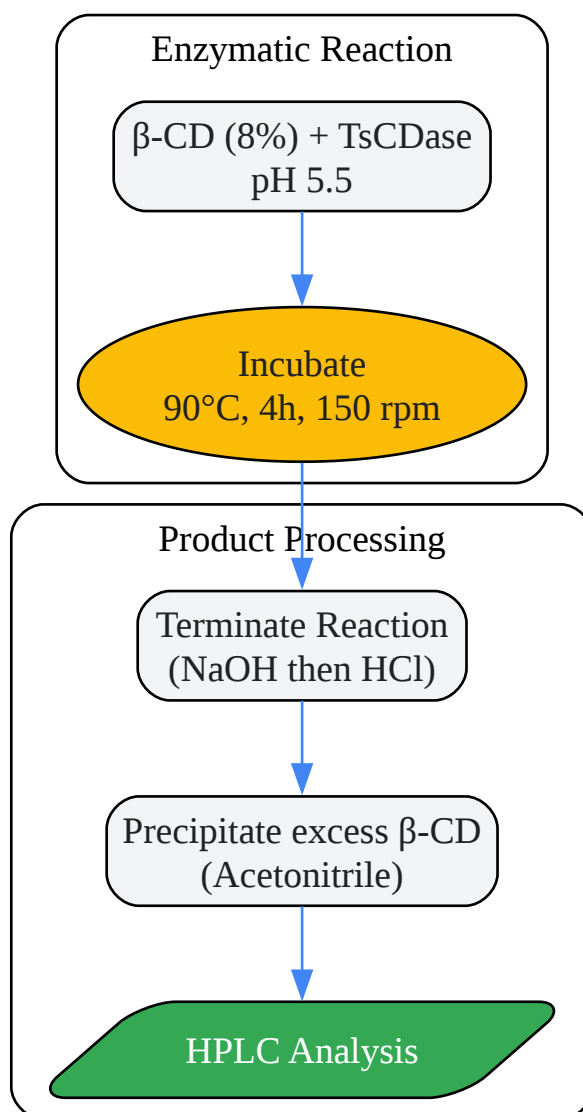 Enzymatic Reaction
β-CD (8%) + TsCDase
pH 5.5
Incubate
90°C, 4h, 150 rpm
Product Processing
Terminate Reaction
(NaOH then HCl)
Precipitate excess β-CD
(Acetonitrile)
HPLC Analysis